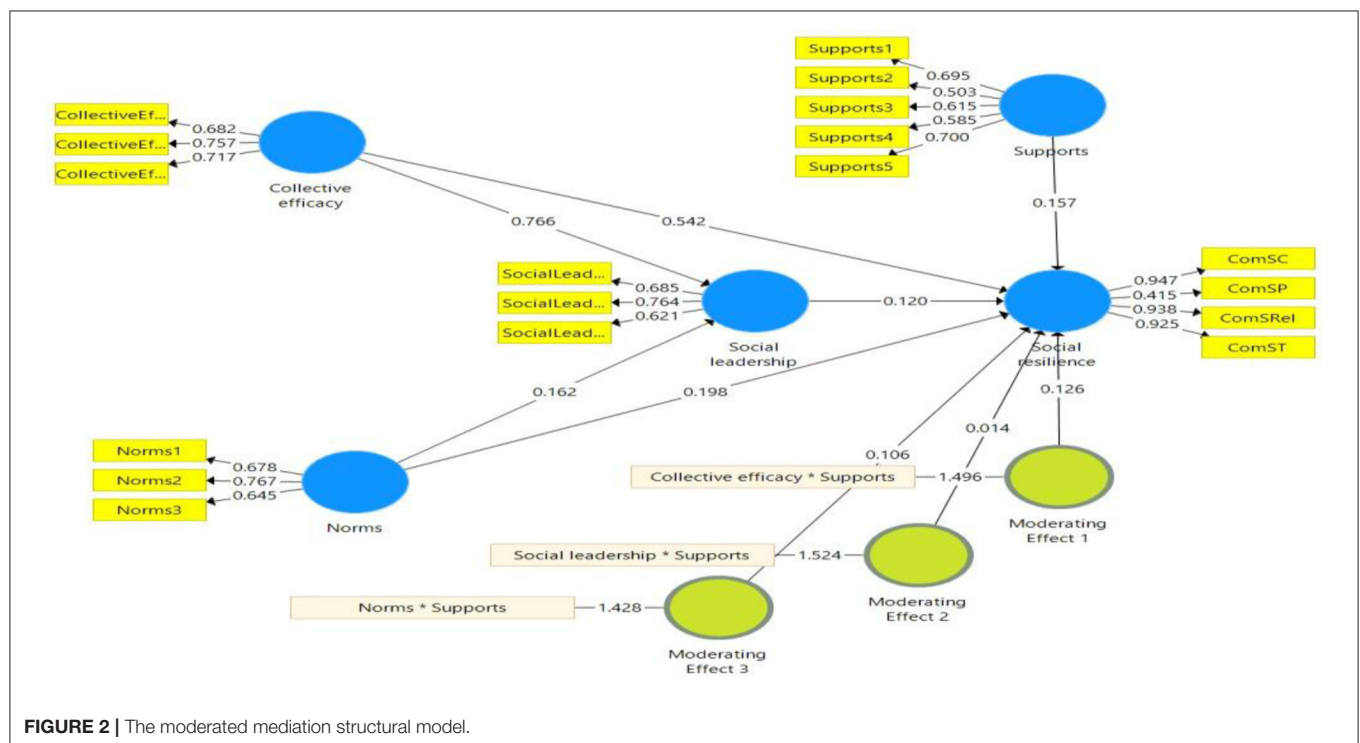 Supports1
Supports2
Supports3
Supports4
Supports5
0.695
0.503
0.615
0.585
0.700
Supports
CollectiveEf...
CollectiveEf...
CollectiveEf...
0.682
0.757
0.717
Collective
efficacy
0.766
0.542
0.157
SocialLead...
SocialLead...
SocialLead...
0.685
0.764
0.621
Social
leadership
0.120
Social
resilience
0.947
0.415
0.938
0.925
ComSC
ComSP
ComSRel
ComST
0.162
0.198
0.126
0.014
0.106
Norms1
Norms2
Norms3
0.678
0.767
0.645
Norms
Collective efficacy * Supports
1.496
Moderating
Effect 1
Social leadership * Supports
1.524
Moderating
Effect 2
Norms * Supports
1.428
Moderating
Effect 3
FIGURE 2 | The moderated mediation structural model.